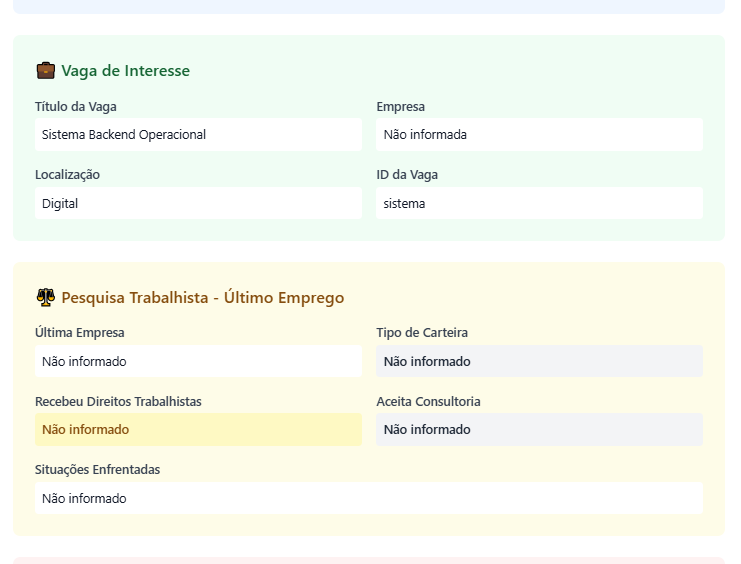 Vaga de Interesse
Título da Vaga
Empresa
Sistema Backend Operacional
Não informada
Localização
ID da Vaga
Digital
sistema
Pesquisa Trabalhista - Último Emprego
Última Empresa
Tipo de Carteira
Não informado
Não informado
Recebeu Direitos Trabalhistas
Aceita Consultoria
Não informado
Não informado
Situações Enfrentadas
Não informado